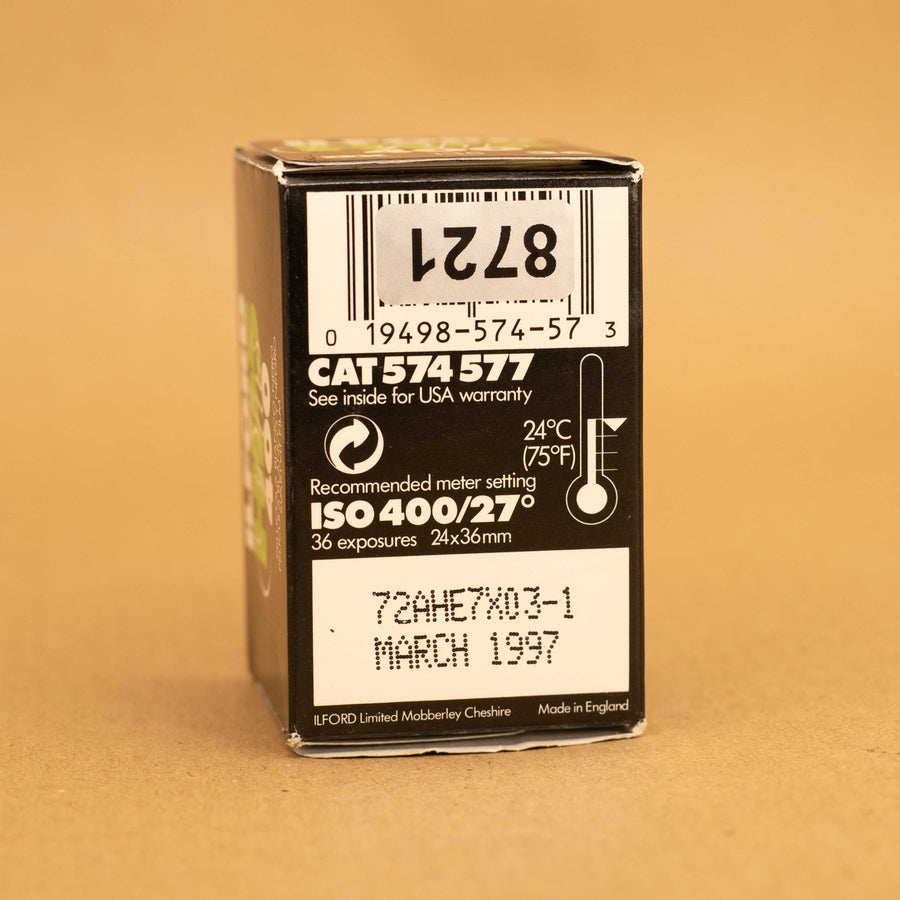 8721
0 19498-574-57 3
CAT 574 577
See inside for USA warranty
24°C
(75°F)
Recommended meter setting
ISO 400/27°
36 exposures 24x36mm
72AHE7X03-1
MARCH 1997
ILFORD Limited Mobberley Cheshire Made in England